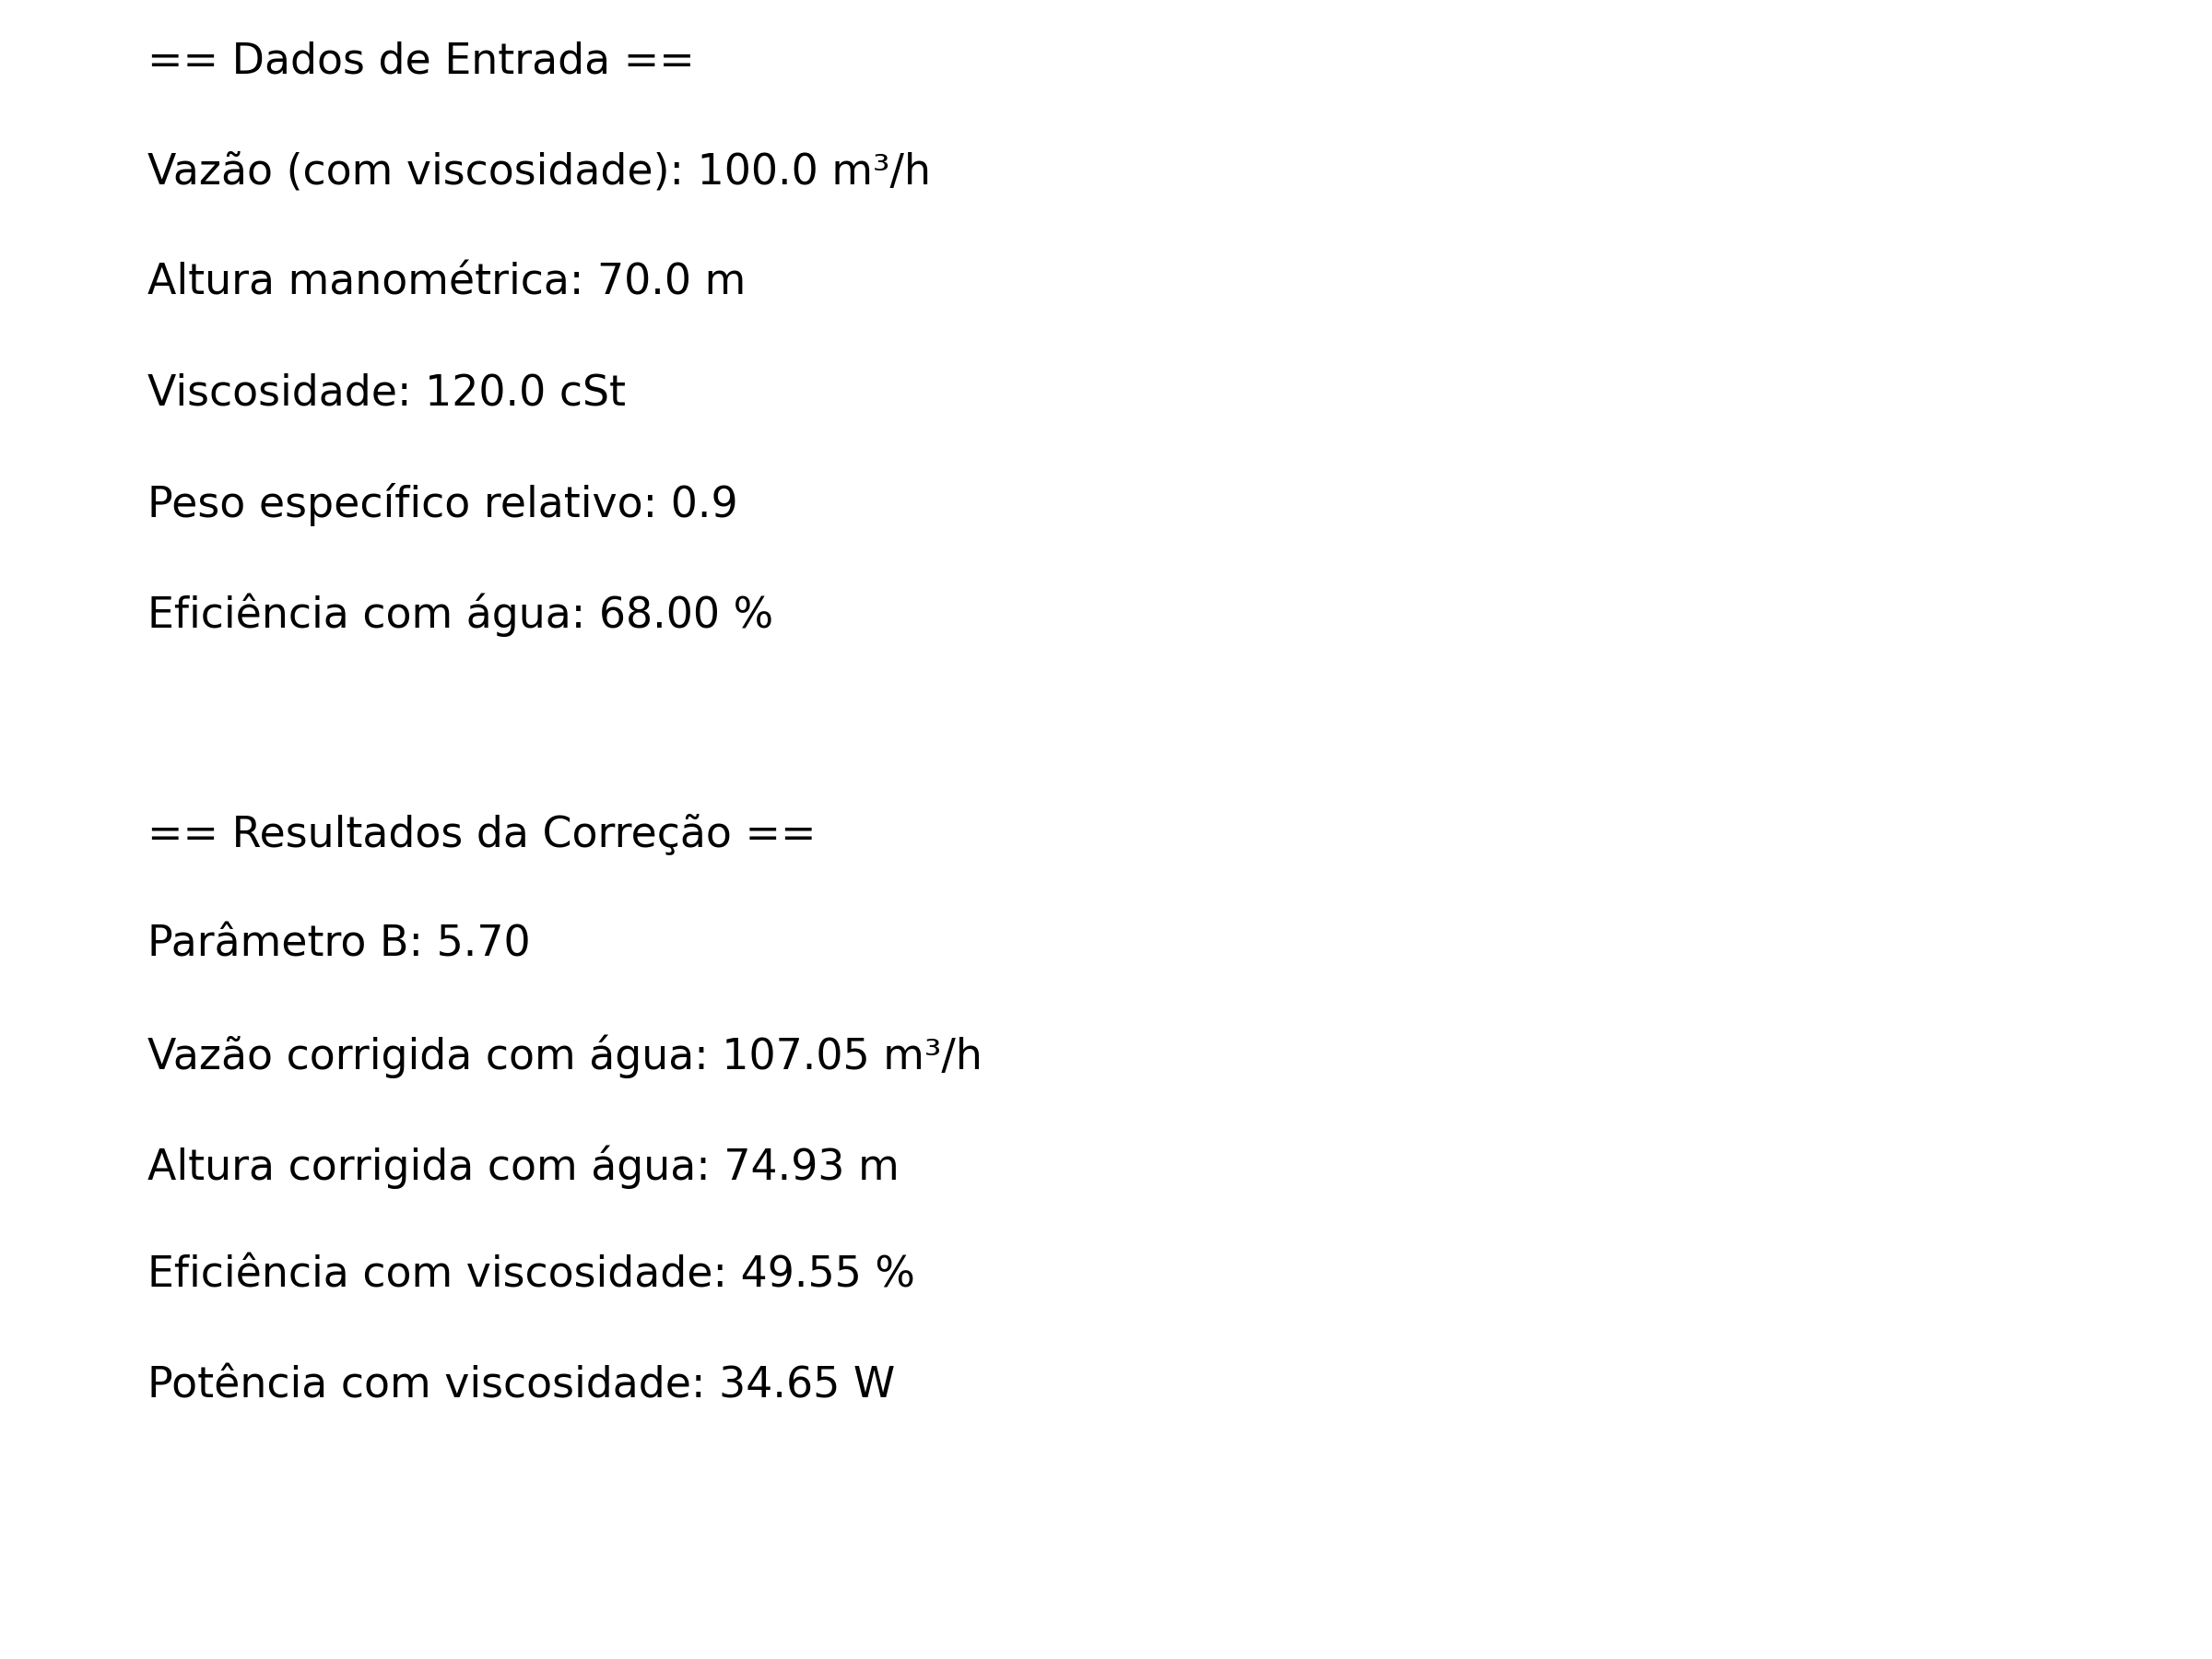 == Dados de Entrada ==
Vazão (com viscosidade): 100.0 m³/h
Altura manométrica: 70.0 m
Viscosidade: 120.0 cSt
Peso específico relativo: 0.9
Eficiência com água: 68.00 %
== Resultados da Correção ==
Parâmetro B: 5.70
Vazão corrigida com água: 107.05 m³/h
Altura corrigida com água: 74.93 m
Eficiência com viscosidade: 49.55 %
Potência com viscosidade: 34.65 W